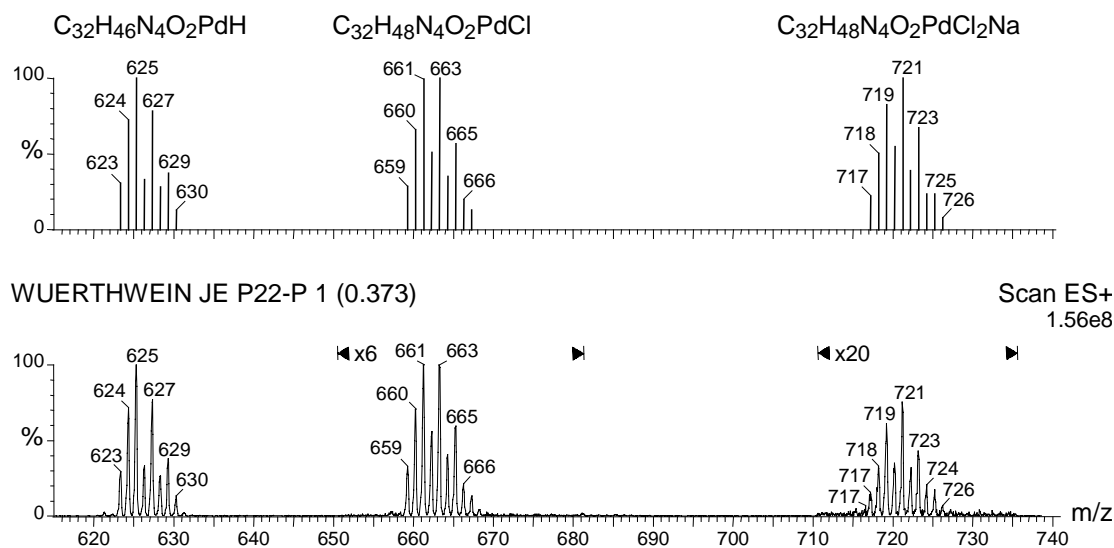 C32H46N4O2PdH C32H48N4O2PdCl C32H48N4O2PdCl2Na
100
%
0
623 624 625 627 629 630
659 660 661 663 665 666
717 718 719 721 723 725 726
WUERTHWEIN JE P22-P 1 (0.373) Scan ES+
1.56e8
x6 x20
100
%
0
623 624 625 627 629 630
659 660 661 663 665 666
717 717 718 719 721 723 724 726
m/z
620 630 640 650 660 670 680 690 700 710 720 730 740